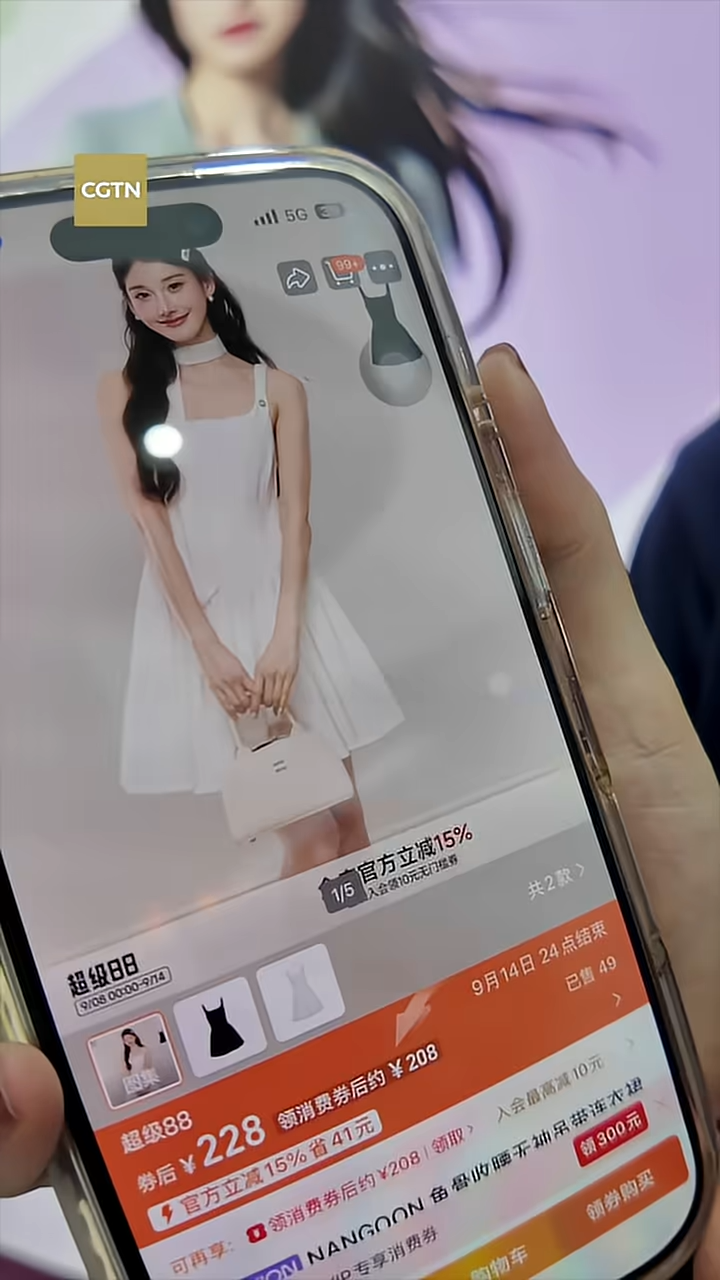 CGTN
5G
99+
官方立减15%
1/5
入会领10元无门槛券
共2款
超级88
9/08 00:00-9/14
图集
9月14日 24点结束
已售 49
超级88
券后 ¥228 领消费券后约 ¥208
官方立减15%省41元
入会最高减10元
可再享: 领消费券后约¥208 领取
领300元
NANGOON 鱼骨收腰无袖吊带连衣裙
VIP专享消费券
购物车
领券购买